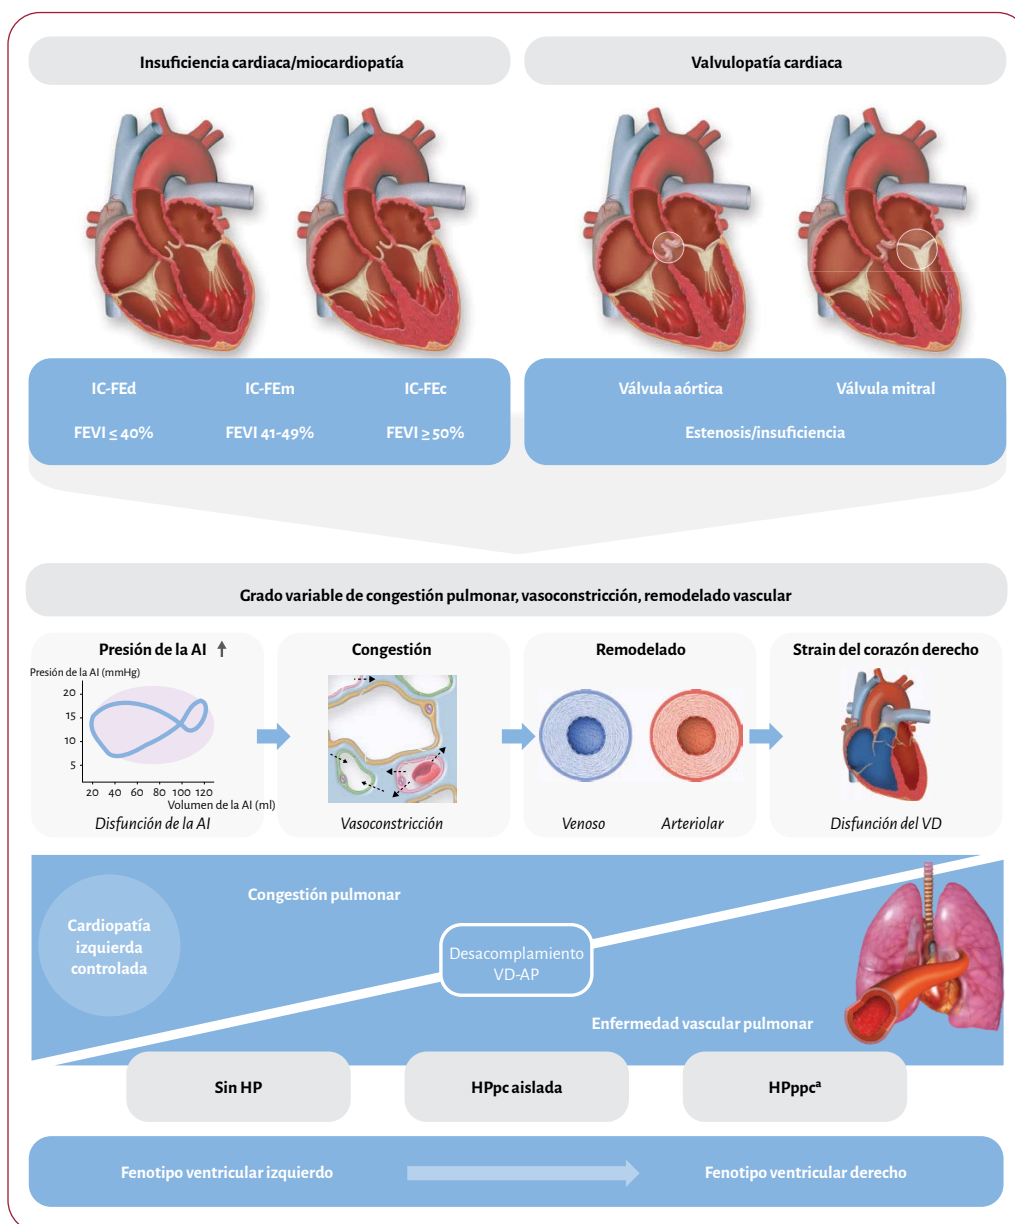 Insuficiencia cardiaca/miocardiopatía
Valvulopatía cardiaca
IC-FEd
IC-FEm
IC-FEc
FEVI ≤ 40%
FEVI 41-49%
FEVI ≥ 50%
Válvula aórtica
Válvula mitral
Estenosis/insuficiencia
Grado variable de congestión pulmonar, vasoconstricción, remodelado vascular
Presión de la AI
Presión de la AI (mmHg)
20
15
10
5
20 40 60 80 100 120
Volumen de la AI (ml)
Disfunción de la AI
Congestión
Vasoconstricción
Remodelado
Venoso
Arteriolar
Strain del corazón derecho
Disfunción del VD
Congestión pulmonar
Cardiopatía
izquierda
controlada
Desacomplamiento
VD-AP
Enfermedad vascular pulmonar
Sin HP
HPpc aislada
HPppcª
Fenotipo ventricular izquierdo
Fenotipo ventricular derecho